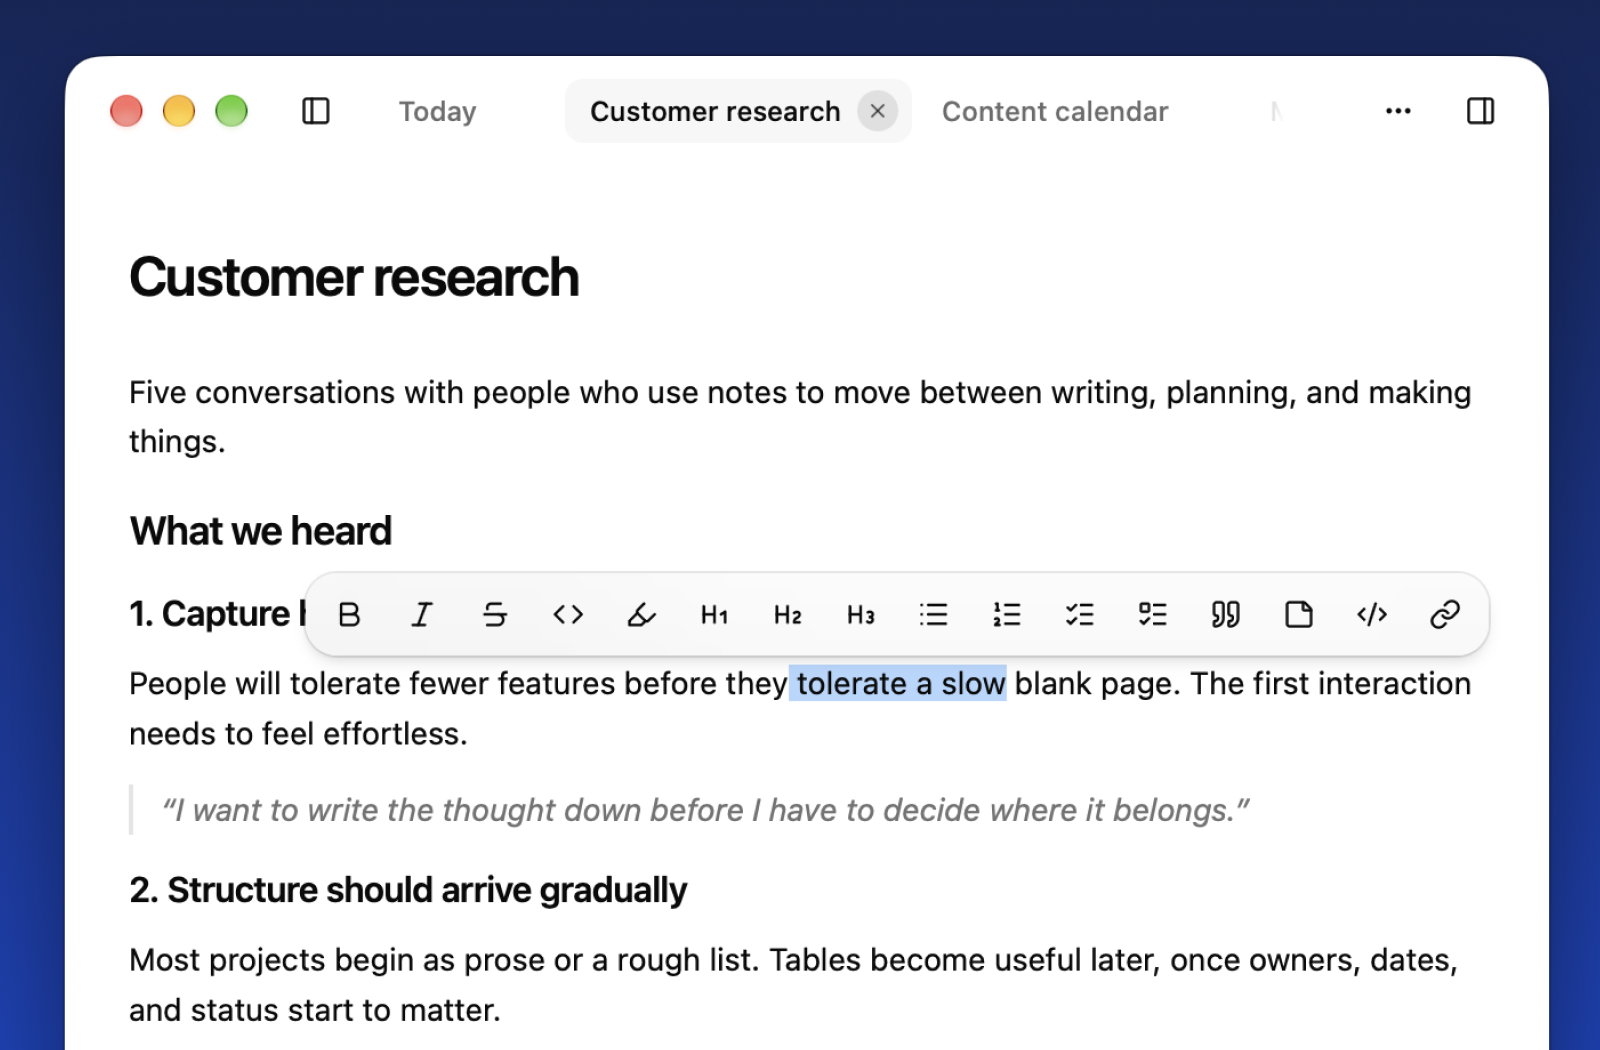 Today
Customer research
Content calendar
Customer research
Five conversations with people who use notes to move between writing, planning, and making
things.
What we heard
1. Capture
B I S H1 H2 H3
People will tolerate fewer features before they tolerate a slow blank page. The first interaction
needs to feel effortless.
“I want to write the thought down before I have to decide where it belongs.”
2. Structure should arrive gradually
Most projects begin as prose or a rough list. Tables become useful later, once owners, dates,
and status start to matter.